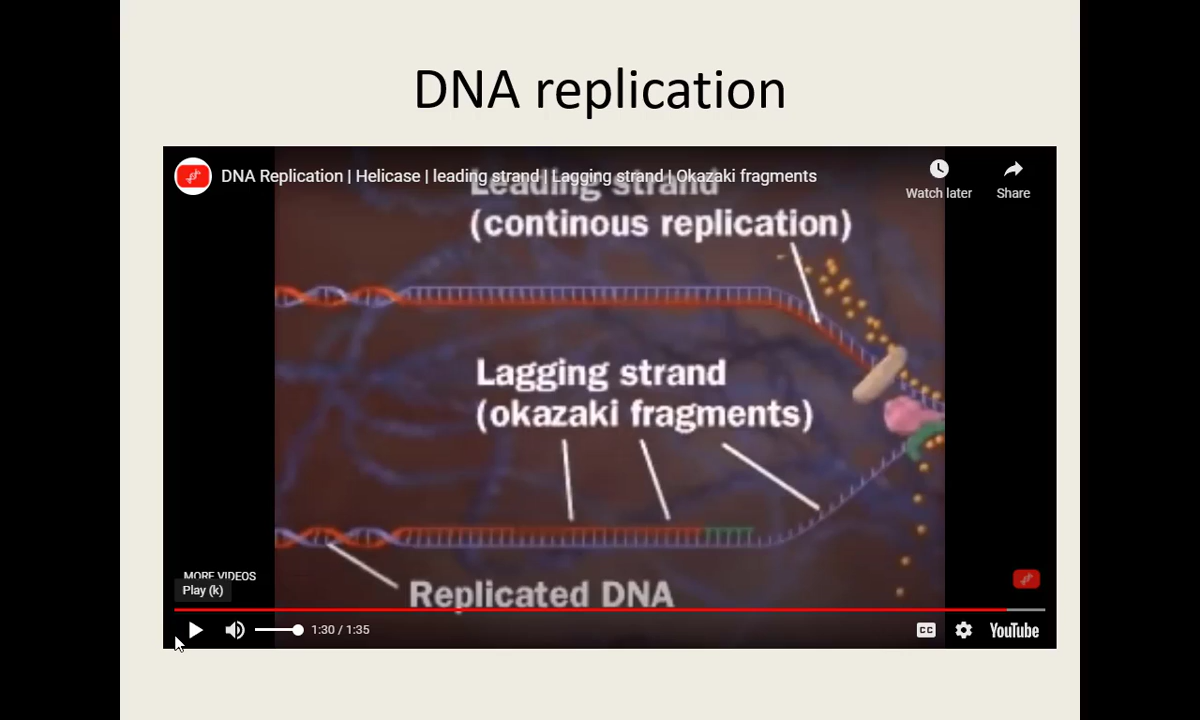 DNA replication
DNA Replication | Helicase | leading strand | Lagging strand | Okazaki fragments
Watch later
Share
Leading strand
(continous replication)
Lagging strand
(okazaki fragments)
Replicated DNA
MORE VIDEOS
Play (k)
1:30 / 1:35
CC
YouTube